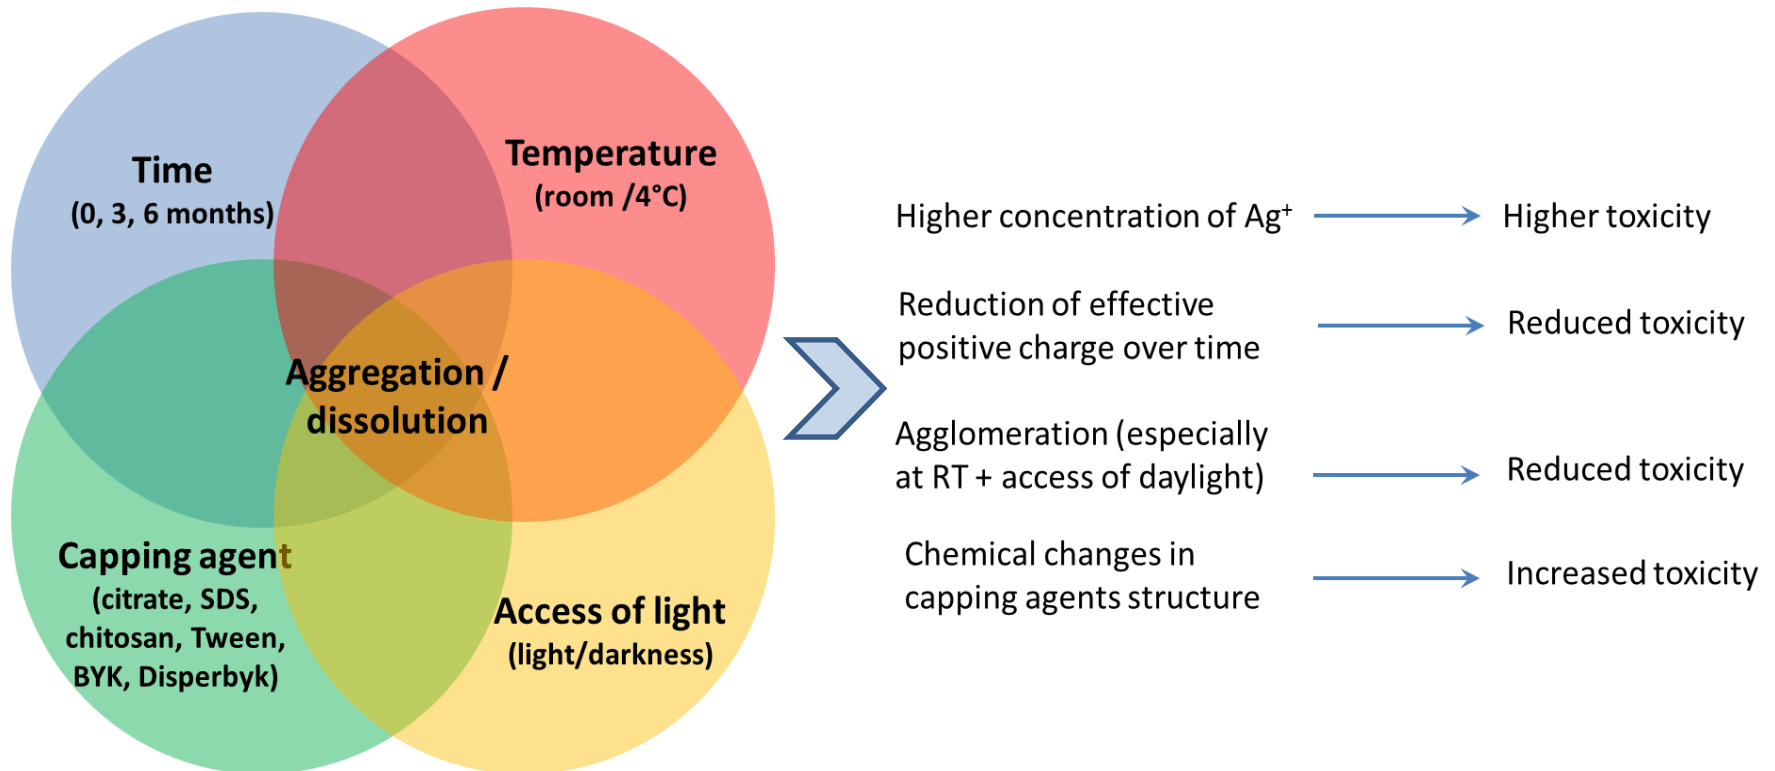 Time
(0, 3, 6 months)
Temperature
(room /4°C)
Aggregation /
dissolution
Capping agent
(citrate, SDS,
chitosan, Tween,
BYK, Disperbyk)
Access of light
(light/darkness)
Higher concentration of Ag⁺
Higher toxicity
Reduction of effective
positive charge over time
Reduced toxicity
Agglomeration (especially
at RT + access of daylight)
Reduced toxicity
Chemical changes in
capping agents structure
Increased toxicity